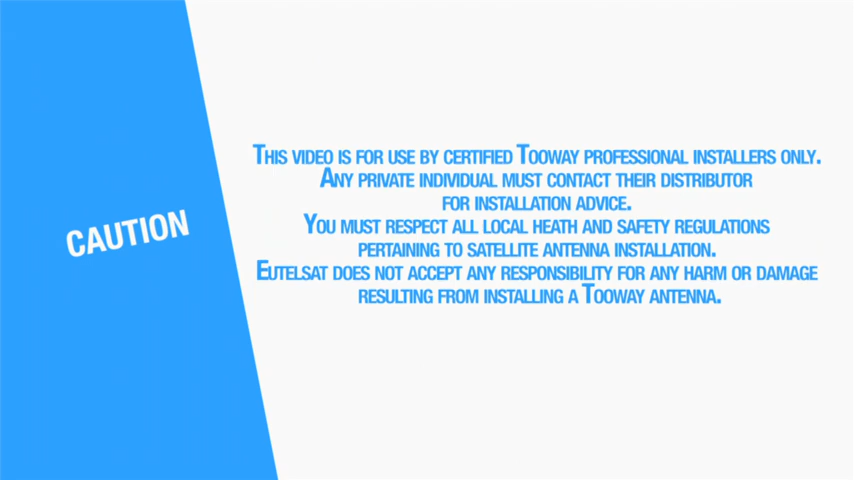 CAUTION
This video is for use by certified Tooway professional installers only.
Any private individual must contact their distributor
for installation advice.
You must respect all local heath and safety regulations
pertaining to satellite antenna installation.
Eutelsat does not accept any responsibility for any harm or damage
resulting from installing a Tooway antenna.